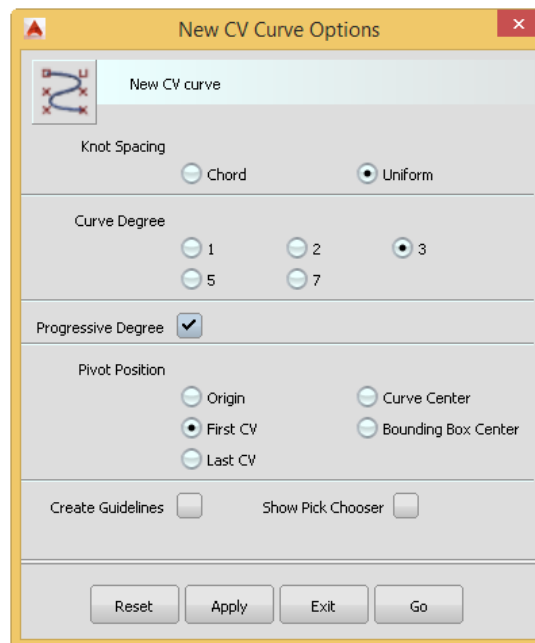 New CV Curve Options
New CV curve
Knot Spacing
Chord Uniform
Curve Degree
1 2 3
5 7
Progressive Degree
Pivot Position
Origin Curve Center
First CV Bounding Box Center
Last CV
Create Guidelines Show Pick Chooser
Reset Apply Exit Go